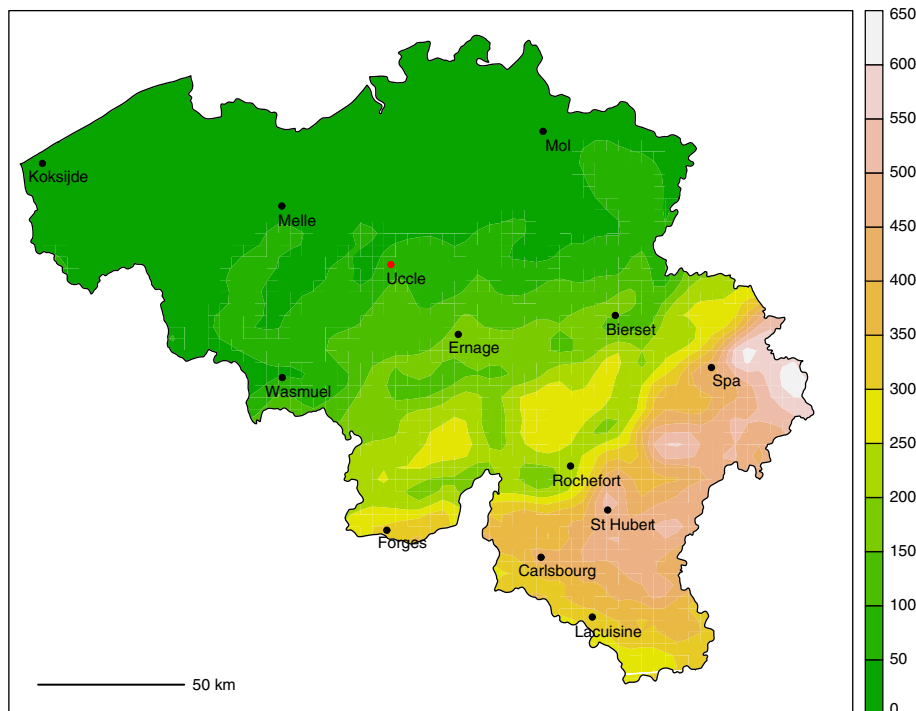 650
600
Mol
550
Koksijde
500
Melle
450
Uccle
400
Bierset
350
Ernage
Spa
Wasmuel
300
250
Rochefort
200
St Hubert
Forges
150
Carlsbourg
100
Lacuisine
50
50 km
0